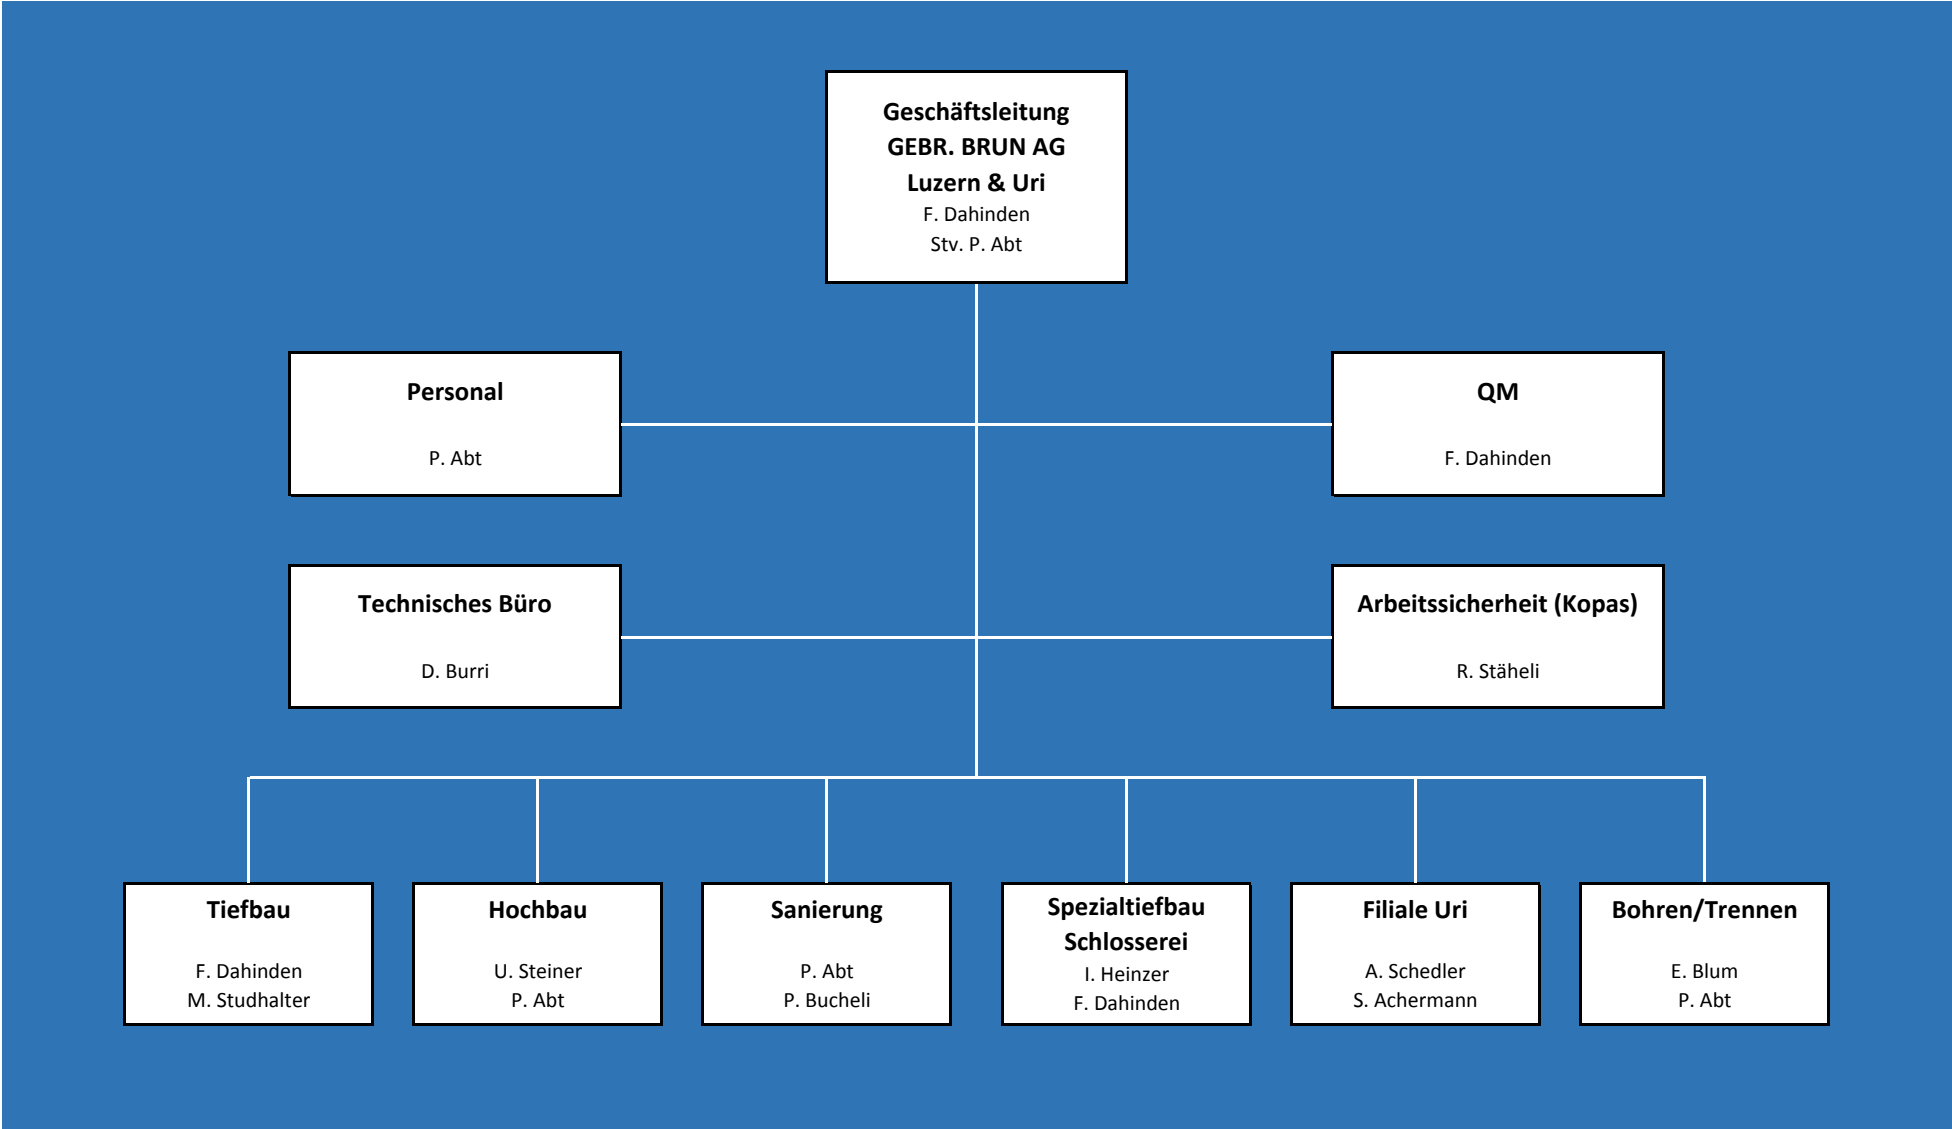 Geschäftsleitung
GEBR. BRUN AG
Luzern & Uri
F. Dahinden
Stv. P. Abt
Personal
P. Abt
QM
F. Dahinden
Technisches Büro
D. Burri
Arbeitssicherheit (Kopas)
R. Stäheli
Tiefbau
F. Dahinden
M. Studhalter
Hochbau
U. Steiner
P. Abt
Sanierung
P. Abt
P. Bucheli
Spezialtiefbau
Schlosserei
I. Heinzer
F. Dahinden
Filiale Uri
A. Schedler
S. Achermann
Bohren/Trennen
E. Blum
P. Abt